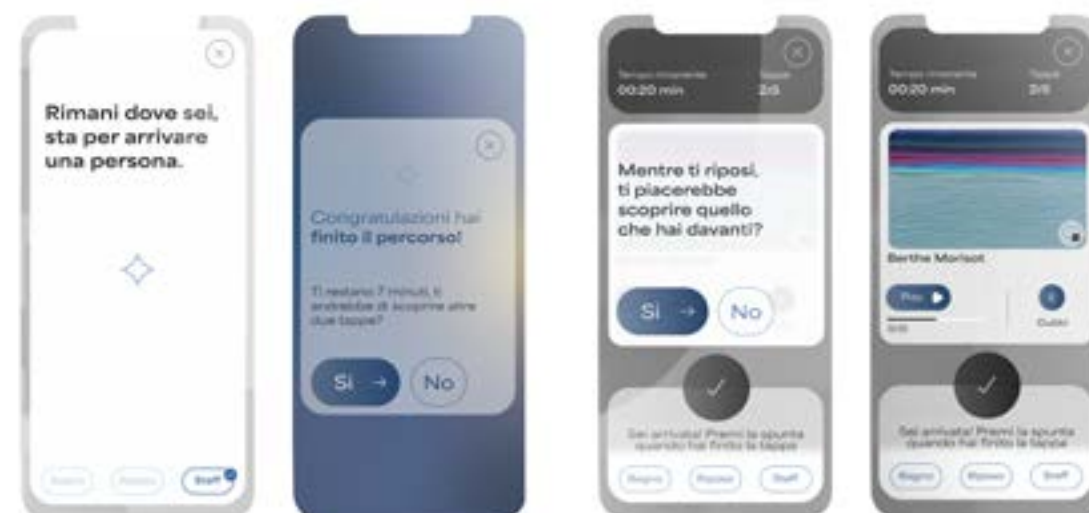 Rimani dove sei,
sta per arrivare
una persona.
Bagno
Riposo
Staff
Congratulazioni hai
finito il percorso!
Ti restano 7 minuti, ti
andrebbe di scoprire altre
due tappe?
Si →
No
Tempo rimanente
Tappe
00:20 min
2/5
Mentre ti riposi,
ti piacerebbe
scoprire quello
che hai davanti?
Si →
No
Sei arrivata! Premi la spunta
quando hai finito la tappa
Bagno
Riposo
Staff
Tempo rimanente
Tappe
00:20 min
2/5
Berthe Morisot
Sei arrivata! Premi la spunta
quando hai finito la tappa
Bagno
Riposo
Staff